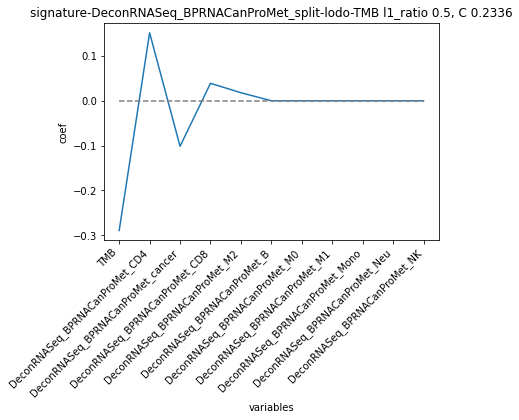 signature-DeconRNASeq_BPRNACanProMet_split-lodo-TMB l1_ratio 0.5, C 0.2336
0.1
0.0
−0.1
−0.2
−0.3
coef
TMB
DeconRNASeq_BPRNACanProMet_CD4
DeconRNASeq_BPRNACanProMet_cancer
DeconRNASeq_BPRNACanProMet_CD8
DeconRNASeq_BPRNACanProMet_M2
DeconRNASeq_BPRNACanProMet_B
DeconRNASeq_BPRNACanProMet_M0
DeconRNASeq_BPRNACanProMet_M1
DeconRNASeq_BPRNACanProMet_Mono
DeconRNASeq_BPRNACanProMet_Neu
DeconRNASeq_BPRNACanProMet_NK
variables